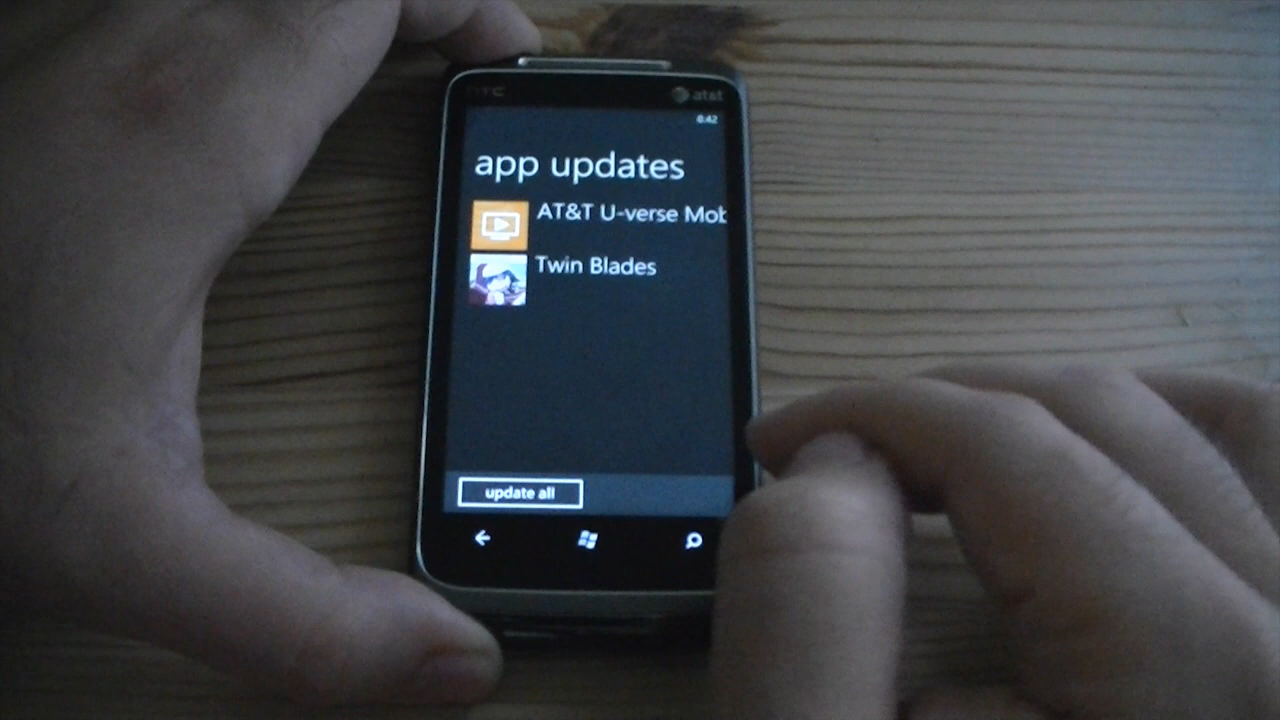 HTC
at&t
8:42
app updates
AT&T U-verse Mob
Twin Blades
update all